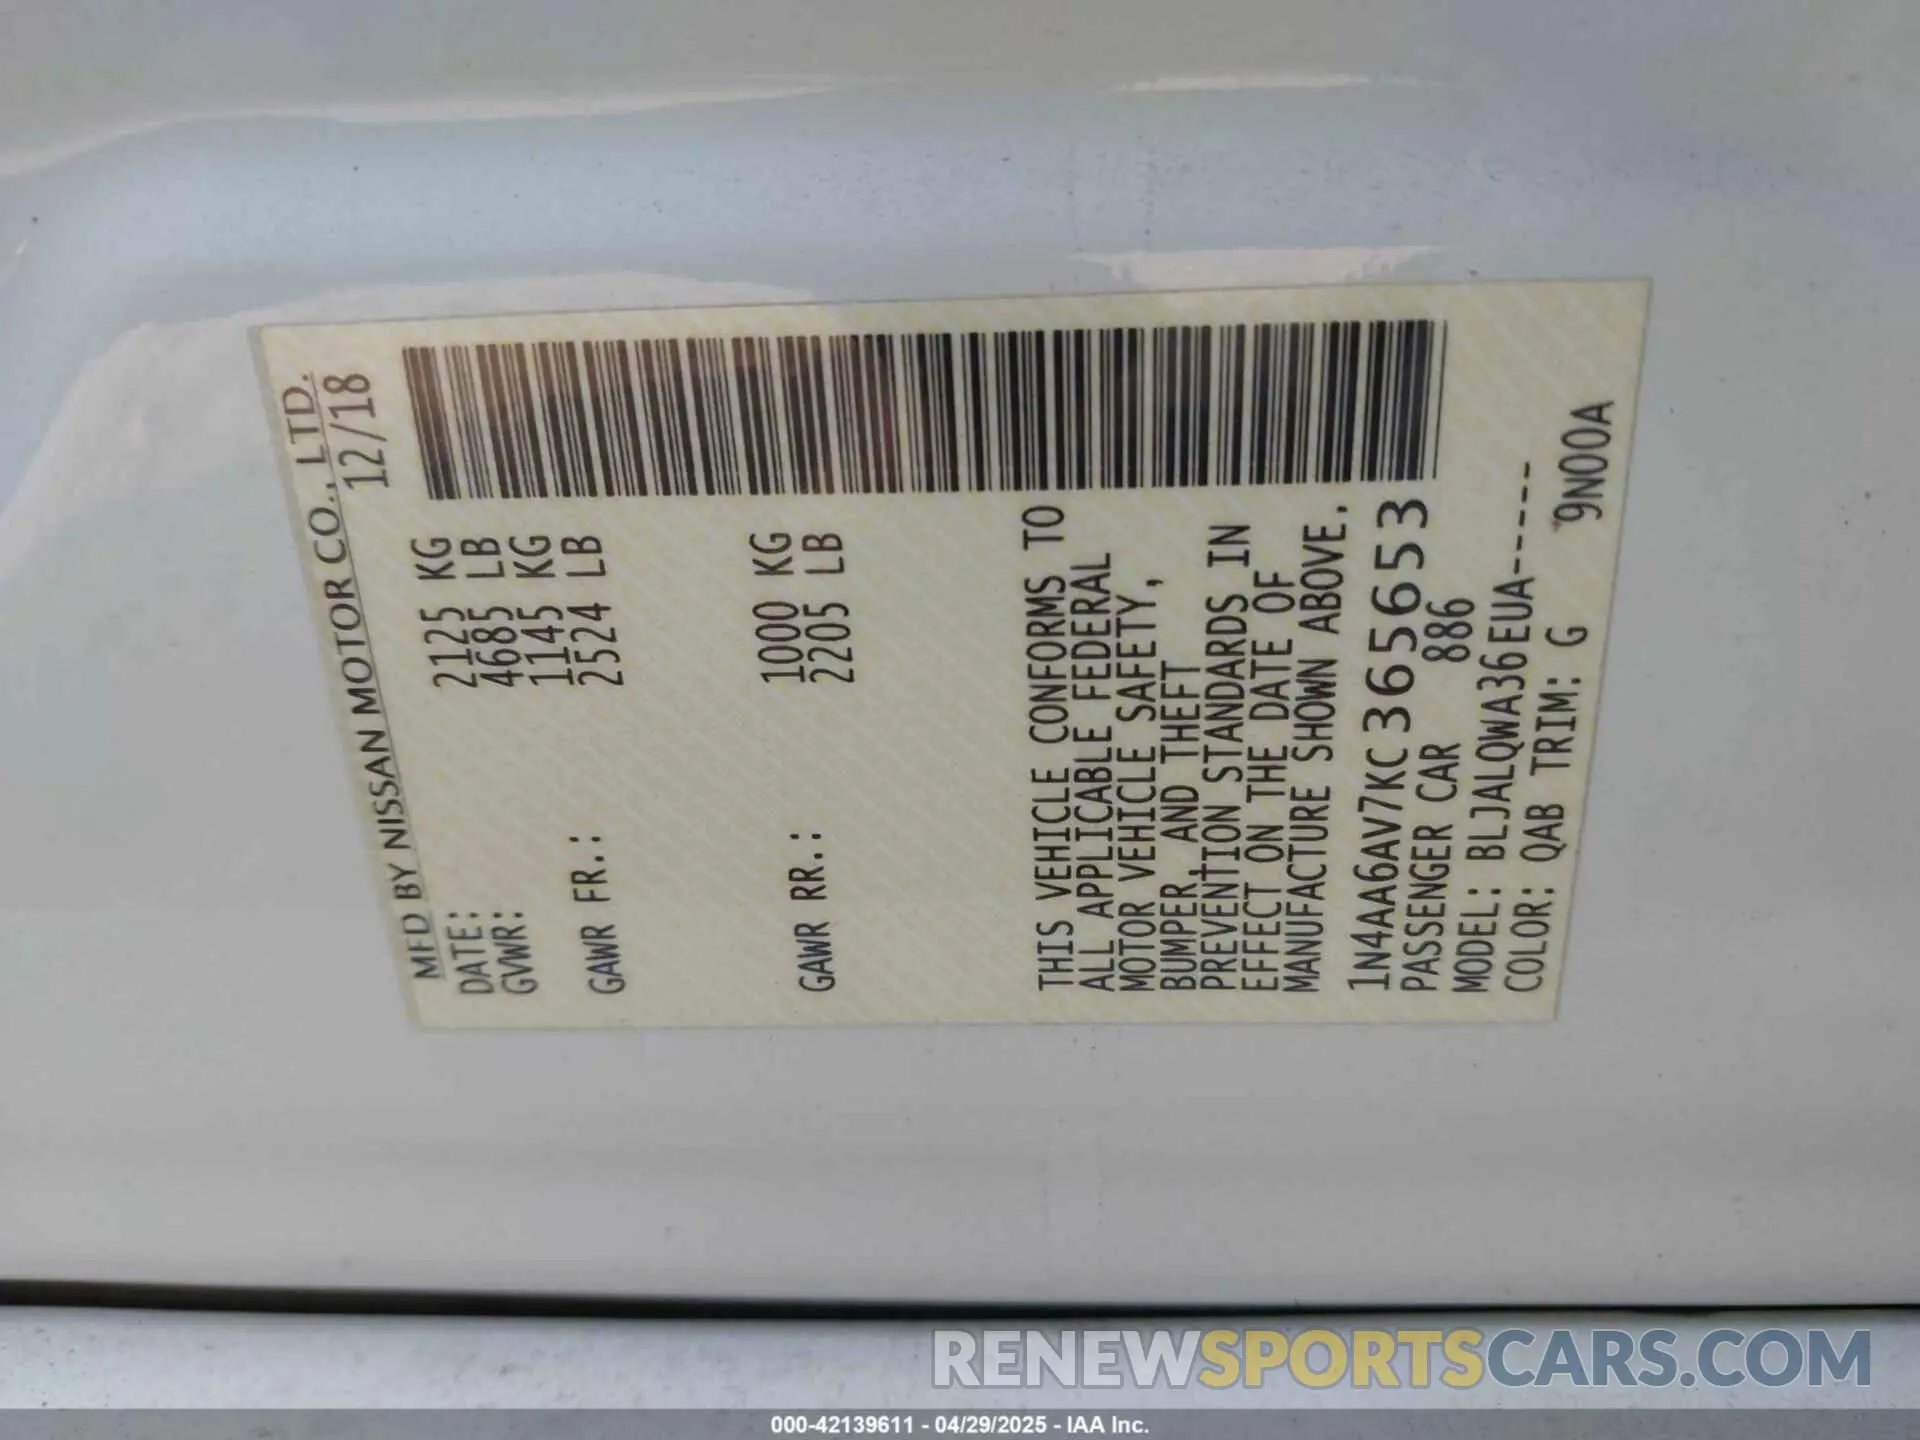 MFD BY NISSAN MOTOR CO., LTD.
DATE: 12/18
GVWR: 2125 KG
4685 LB
GAWR FR.: 1145 KG
2524 LB
GAWR RR.: 1000 KG
2205 LB
THIS VEHICLE CONFORMS TO
ALL APPLICABLE FEDERAL
MOTOR VEHICLE SAFETY,
BUMPER, AND THEFT
PREVENTION STANDARDS IN
EFFECT ON THE DATE OF
MANUFACTURE SHOWN ABOVE.
1N4AA6AV7KC365653
PASSENGER CAR 886
MODEL: BLJALQWA36EUA-----
COLOR: QAB TRIM: G 9N00A
RENEWSPORTSCARS.COM
000-42139611 - 04/29/2025 - IAA Inc.